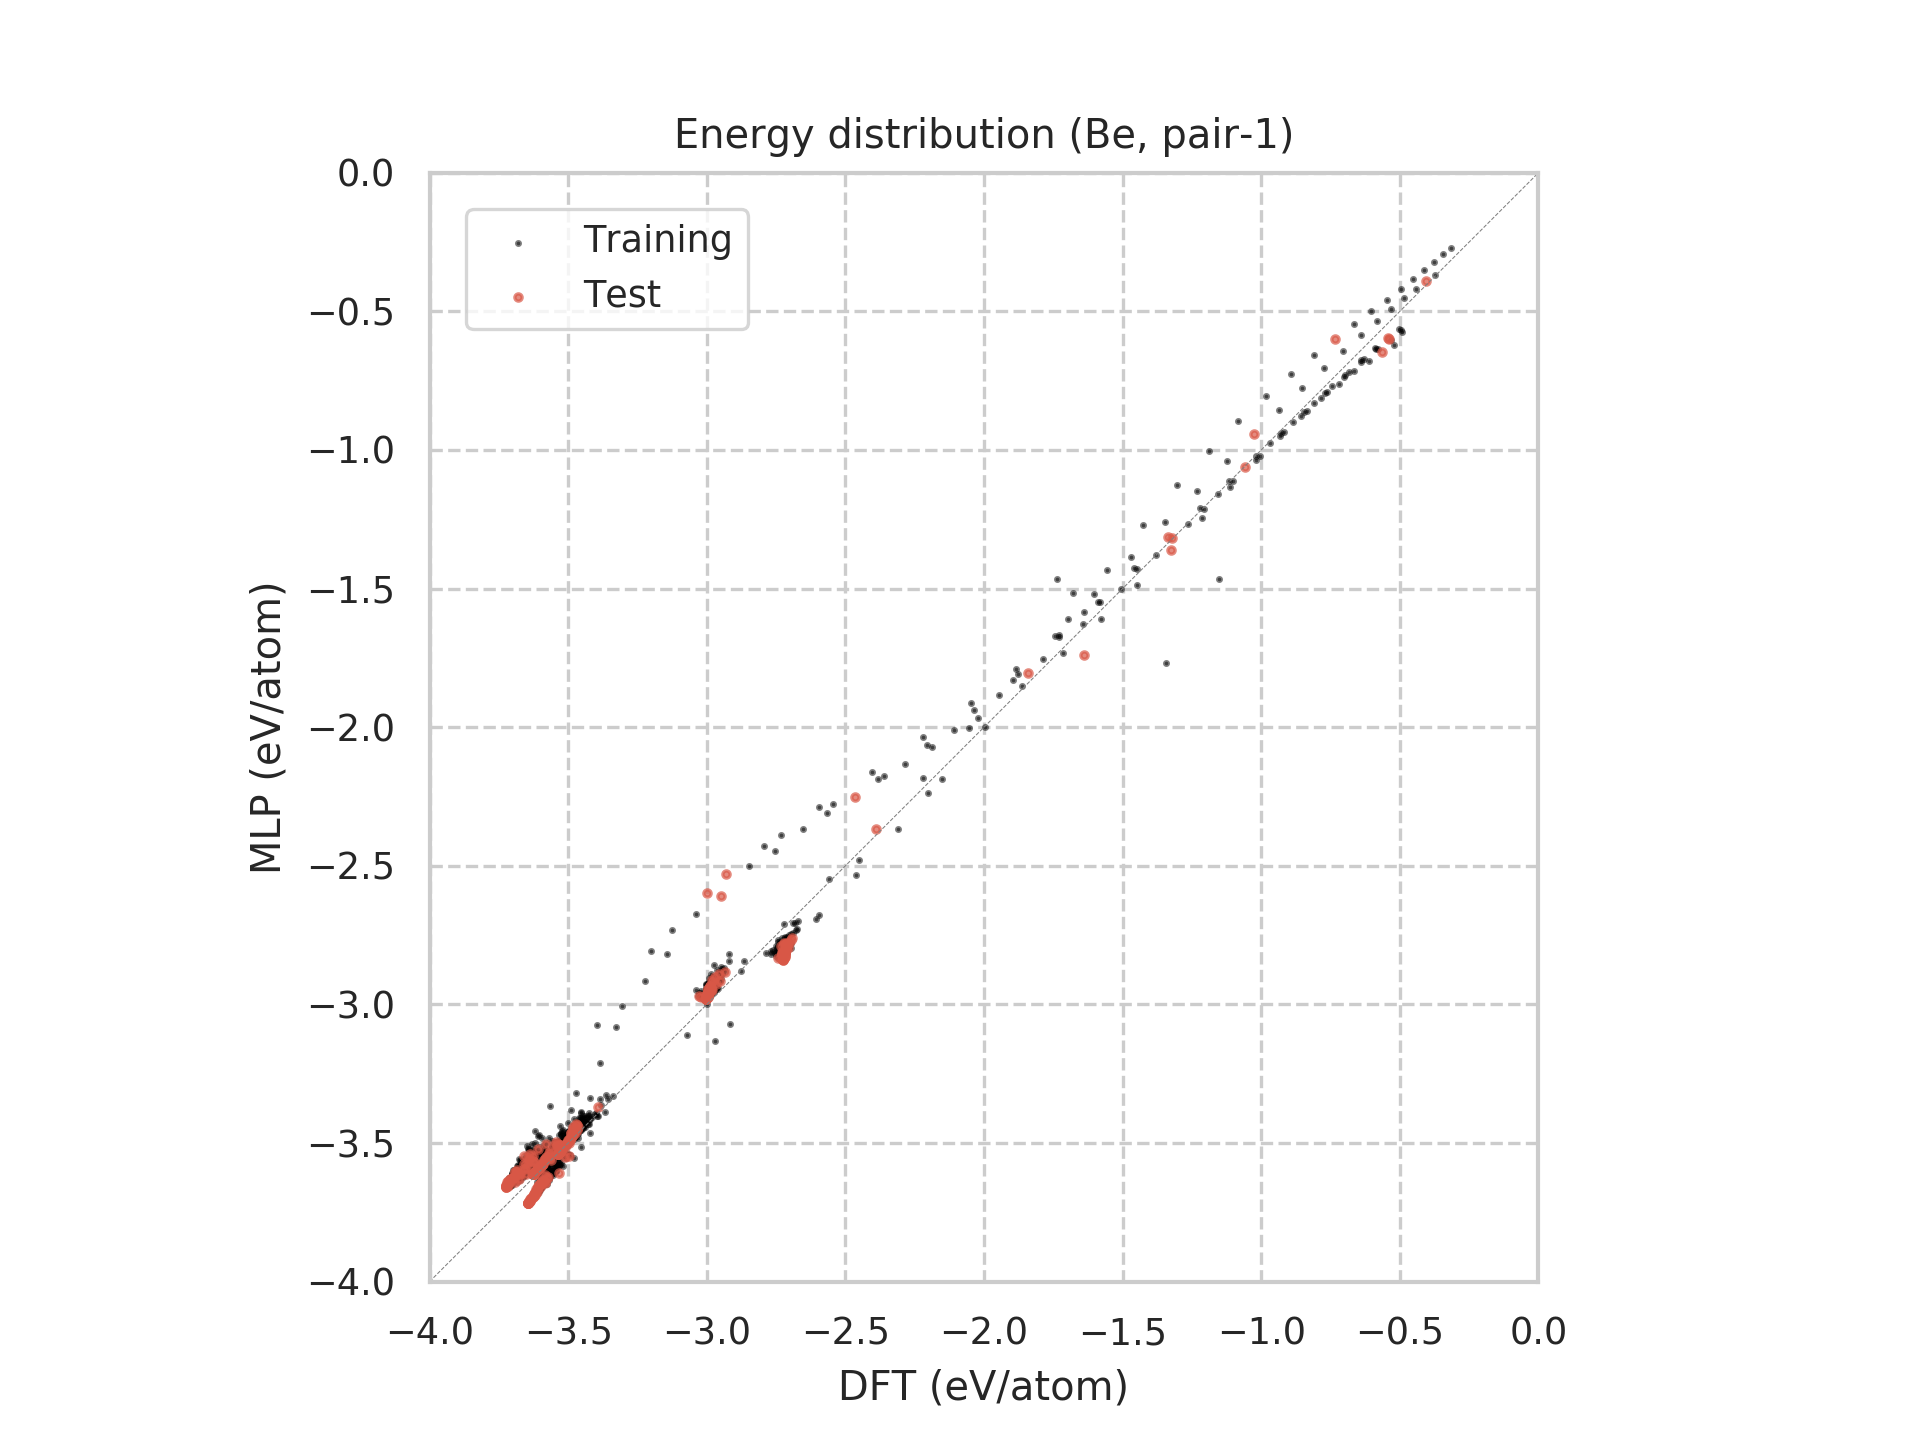 Energy distribution (Be, pair-1)
0.0
−0.5
−1.0
−1.5
−2.0
−2.5
−3.0
−3.5
−4.0
MLP (eV/atom)
Training
Test
−4.0 −3.5 −3.0 −2.5 −2.0 −1.5 −1.0 −0.5 0.0
DFT (eV/atom)